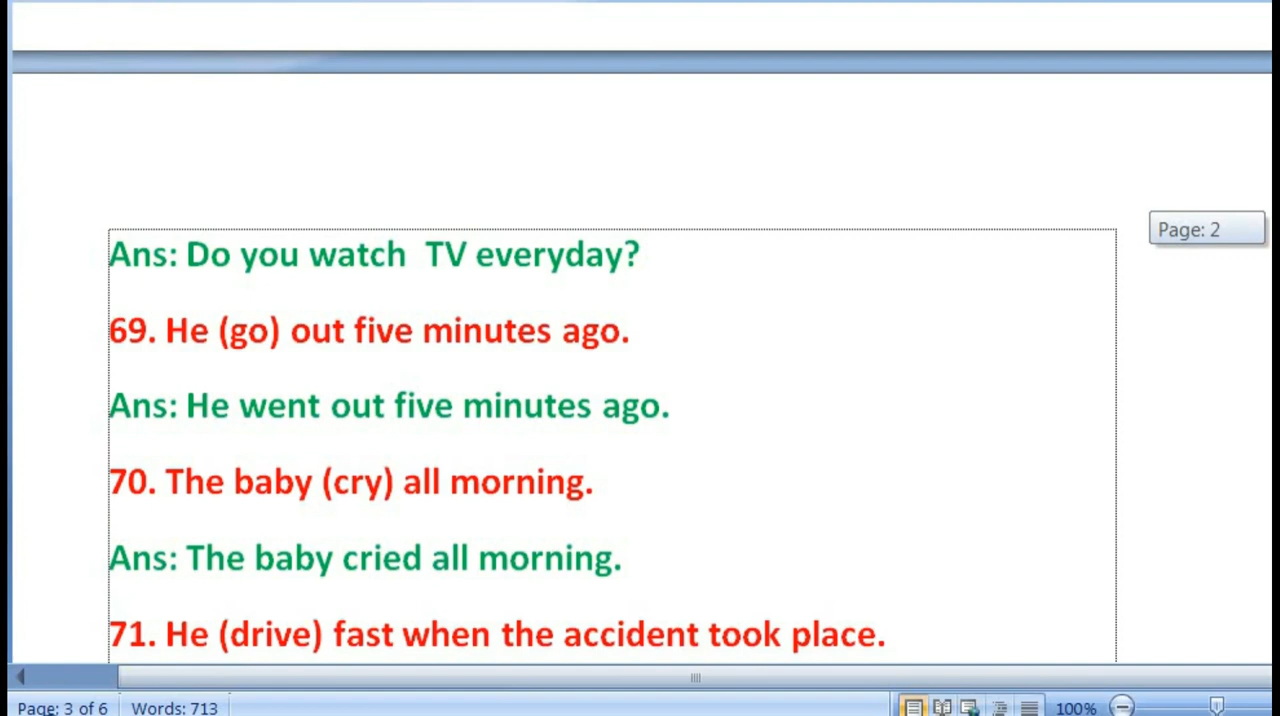 Page: 2
Ans: Do you watch  TV everyday?
69. He (go) out five minutes ago.
Ans: He went out five minutes ago.
70. The baby (cry) all morning.
Ans: The baby cried all morning.
71. He (drive) fast when the accident took place.
Page: 3 of 6 Words: 713 100%